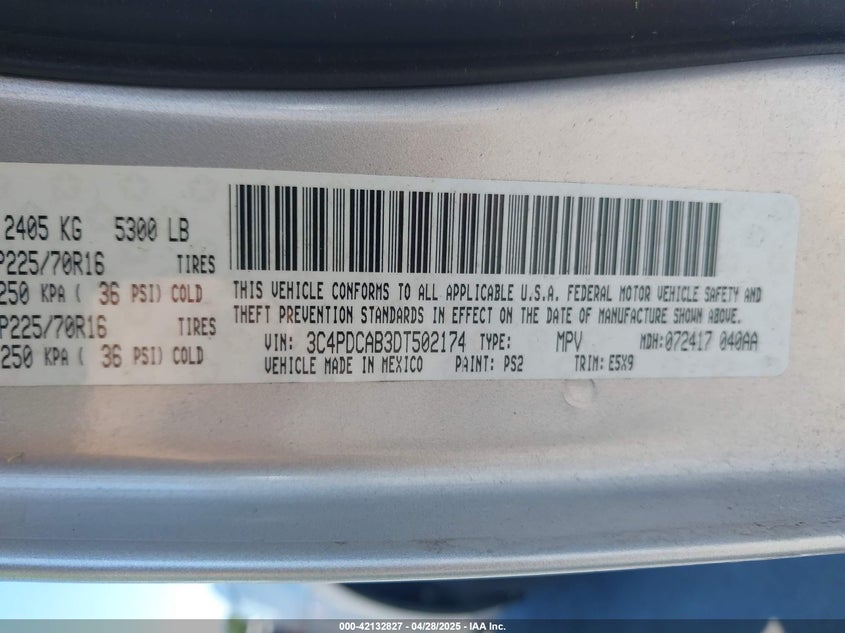 2405 KG 5300 LB
P225/70R16 TIRES
250 KPA ( 36 PSI) COLD
P225/70R16 TIRES
250 KPA ( 36 PSI) COLD
THIS VEHICLE CONFORMS TO ALL APPLICABLE U.S.A. FEDERAL MOTOR VEHICLE SAFETY AND
THEFT PREVENTION STANDARDS IN EFFECT ON THE DATE OF MANUFACTURE SHOWN ABOVE.
VIN: 3C4PDCAB3DT502174 TYPE: MPV MDH:072417 040AA
VEHICLE MADE IN MEXICO PAINT: PS2 TRIM: E5X9
000-42132827 - 04/28/2025 - IAA Inc.